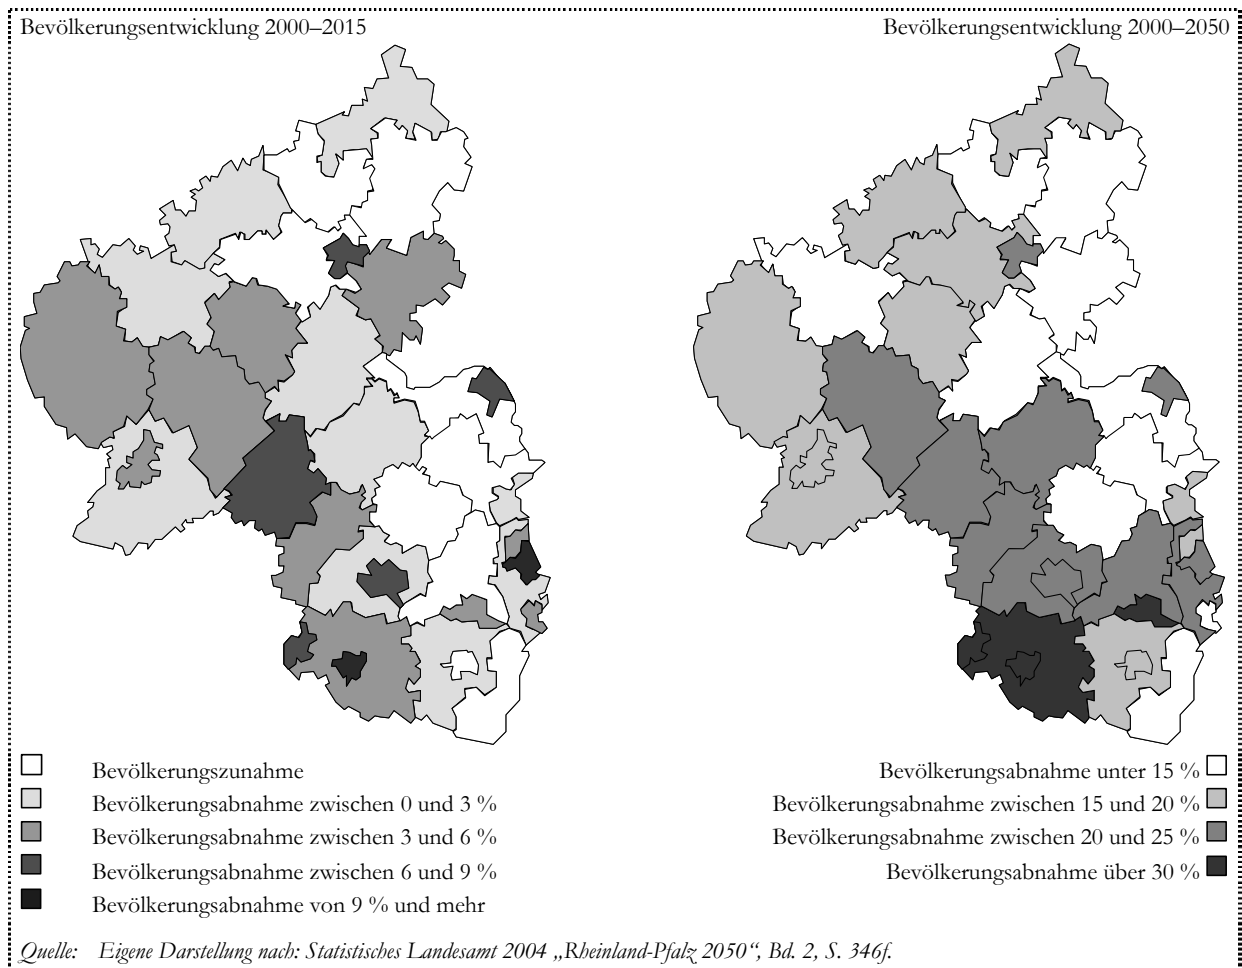 Bevölkerungsentwicklung 2000–2015
Bevölkerungsentwicklung 2000–2050
Bevölkerungszunahme
Bevölkerungsabnahme zwischen 0 und 3 %
Bevölkerungsabnahme zwischen 3 und 6 %
Bevölkerungsabnahme zwischen 6 und 9 %
Bevölkerungsabnahme von 9 % und mehr
Bevölkerungsabnahme unter 15 %
Bevölkerungsabnahme zwischen 15 und 20 %
Bevölkerungsabnahme zwischen 20 und 25 %
Bevölkerungsabnahme über 30 %
Quelle: Eigene Darstellung nach: Statistisches Landesamt 2004 „Rheinland-Pfalz 2050“, Bd. 2, S. 346f.